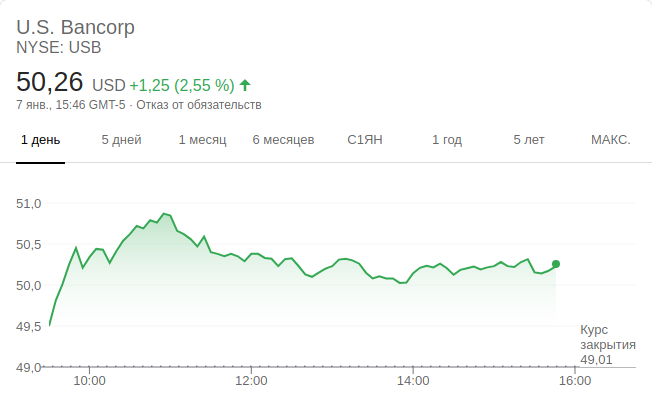 U.S. Bancorp
NYSE: USB
50,26 USD +1,25 (2,55 %)
7 янв., 15:46 GMT-5 · Отказ от обязательств
1 день 5 дней 1 месяц 6 месяцев С1ЯН 1 год 5 лет МАКС.
51,0
50,5
50,0
49,5
Курс
закрытия
49,01
49,0
10:00 12:00 14:00 16:00